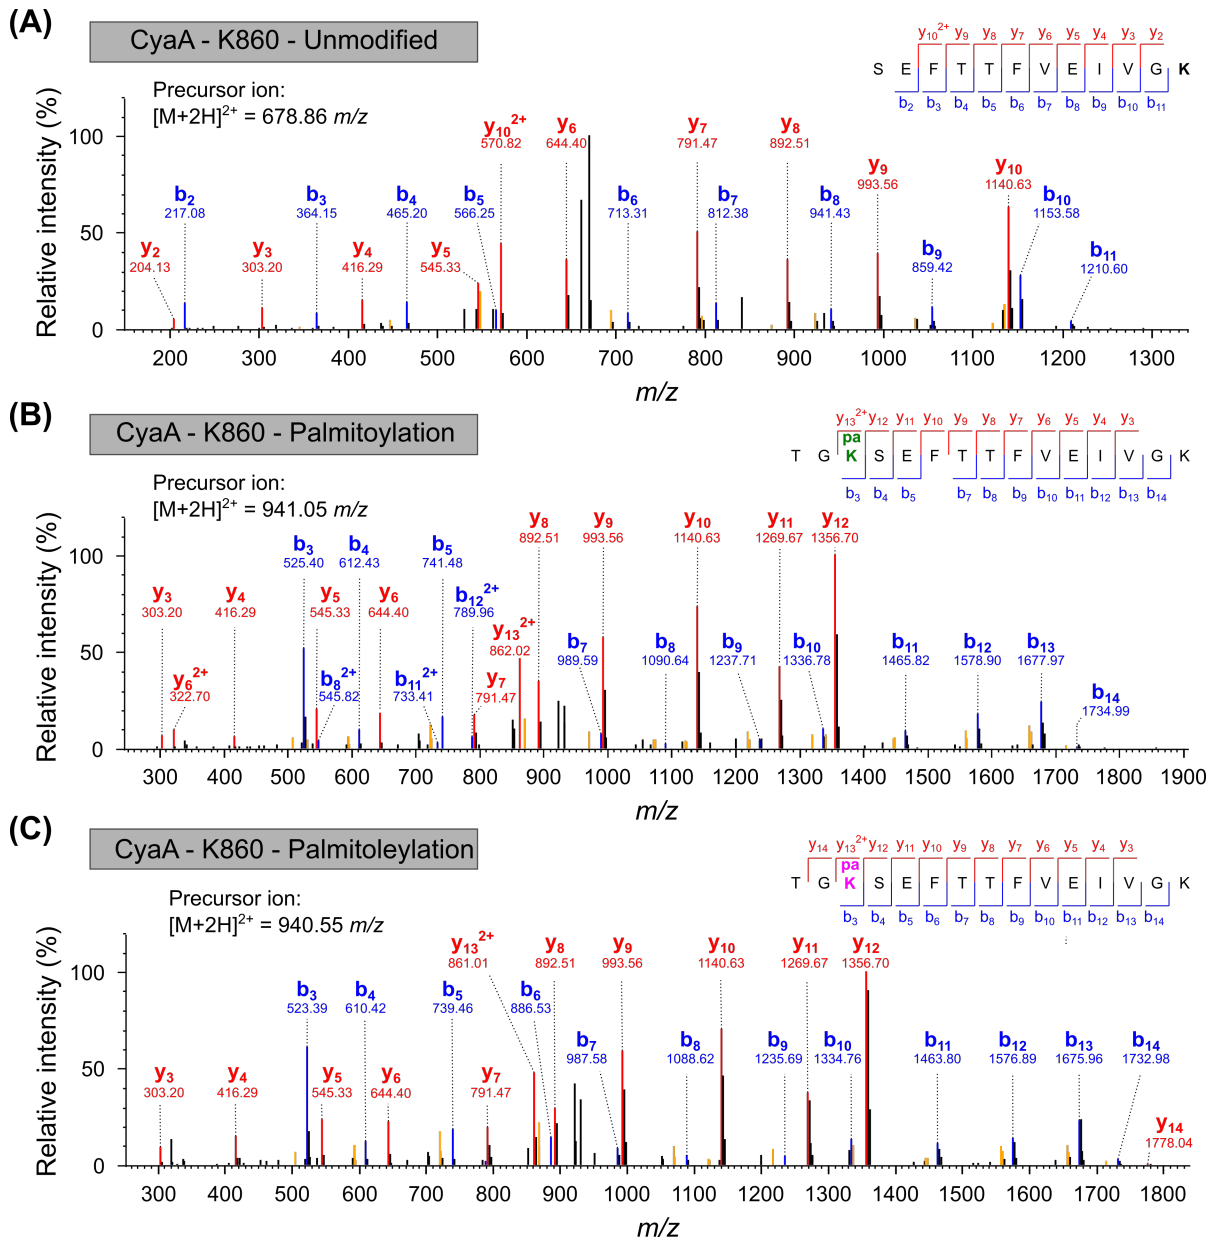 (A)
CyaA - K860 - Unmodified
Precursor ion:
[M+2H]2+ = 678.86 m/z
y10 2+ y9 y8 y7 y6 y5 y4 y3 y2
S E F T T F V E I V G K
b2 b3 b4 b5 b6 b7 b8 b9 b10 b11
Relative intensity (%)
100
50
0
y2
204.13
b2
217.08
y3
303.20
b3
364.15
y4
416.29
b4
465.20
y5
545.33
b5
566.25
y10 2+
570.82
y6
644.40
b6
713.31
y7
791.47
b7
812.38
y8
892.51
b8
941.43
y9
993.56
b9
859.42
y10
1140.63
b10
1153.58
b11
1210.60
200 300 400 500 600 700 800 900 1000 1100 1200 1300
m/z
(B)
CyaA - K860 - Palmitoylation
Precursor ion:
[M+2H]2+ = 941.05 m/z
y13 2+ y12 y11 y10 y9 y8 y7 y6 y5 y4 y3
pa
T G K S E F T T F V E I V G K
b3 b4 b5 b7 b8 b9 b10 b11 b12 b13 b14
Relative intensity (%)
100
50
0
y3
303.20
y6 2+
322.70
y4
416.29
b3
525.40
y5
545.33
b8 2+
545.82
b4
612.43
y6
644.40
b11 2+
733.41
b5
741.48
b12 2+
789.96
y7
791.47
y13 2+
862.02
y8
892.51
b7
989.59
y9
993.56
b8
1090.64
y10
1140.63
b9
1237.71
y11
1269.67
b10
1336.78
y12
1356.70
b11
1465.82
b12
1578.90
b13
1677.97
b14
1734.99
300 400 500 600 700 800 900 1000 1100 1200 1300 1400 1500 1600 1700 1800 1900
m/z
(C)
CyaA - K860 - Palmitoleylation
Precursor ion:
[M+2H]2+ = 940.55 m/z
y14 y13 2+ y12 y11 y10 y9 y8 y7 y6 y5 y4 y3
pa
T G K S E F T T F V E I V G K
b3 b4 b5 b6 b7 b8 b9 b10 b11 b12 b13 b14
Relative intensity (%)
100
50
0
y3
303.20
y4
416.29
b3
523.39
y5
545.33
b4
610.42
y6
644.40
b5
739.46
y7
791.47
y13 2+
861.01
b6
886.53
y8
892.51
b7
987.58
y9
993.56
b8
1088.62
y10
1140.63
b9
1235.69
y11
1269.67
b10
1334.76
y12
1356.70
b11
1463.80
b12
1576.89
b13
1675.96
b14
1732.98
y14
1778.04
300 400 500 600 700 800 900 1000 1100 1200 1300 1400 1500 1600 1700 1800
m/z